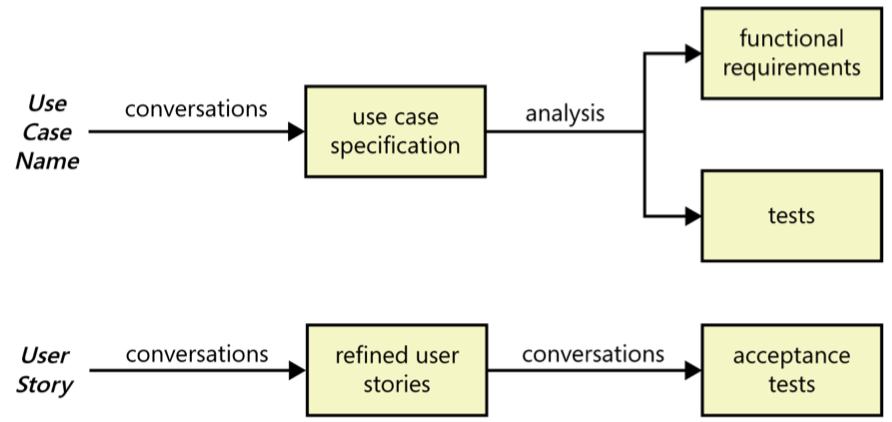 functional
requirements
Use
Case
Name
conversations
use case
specification
analysis
tests
User
Story
conversations
refined user
stories
conversations
acceptance
tests